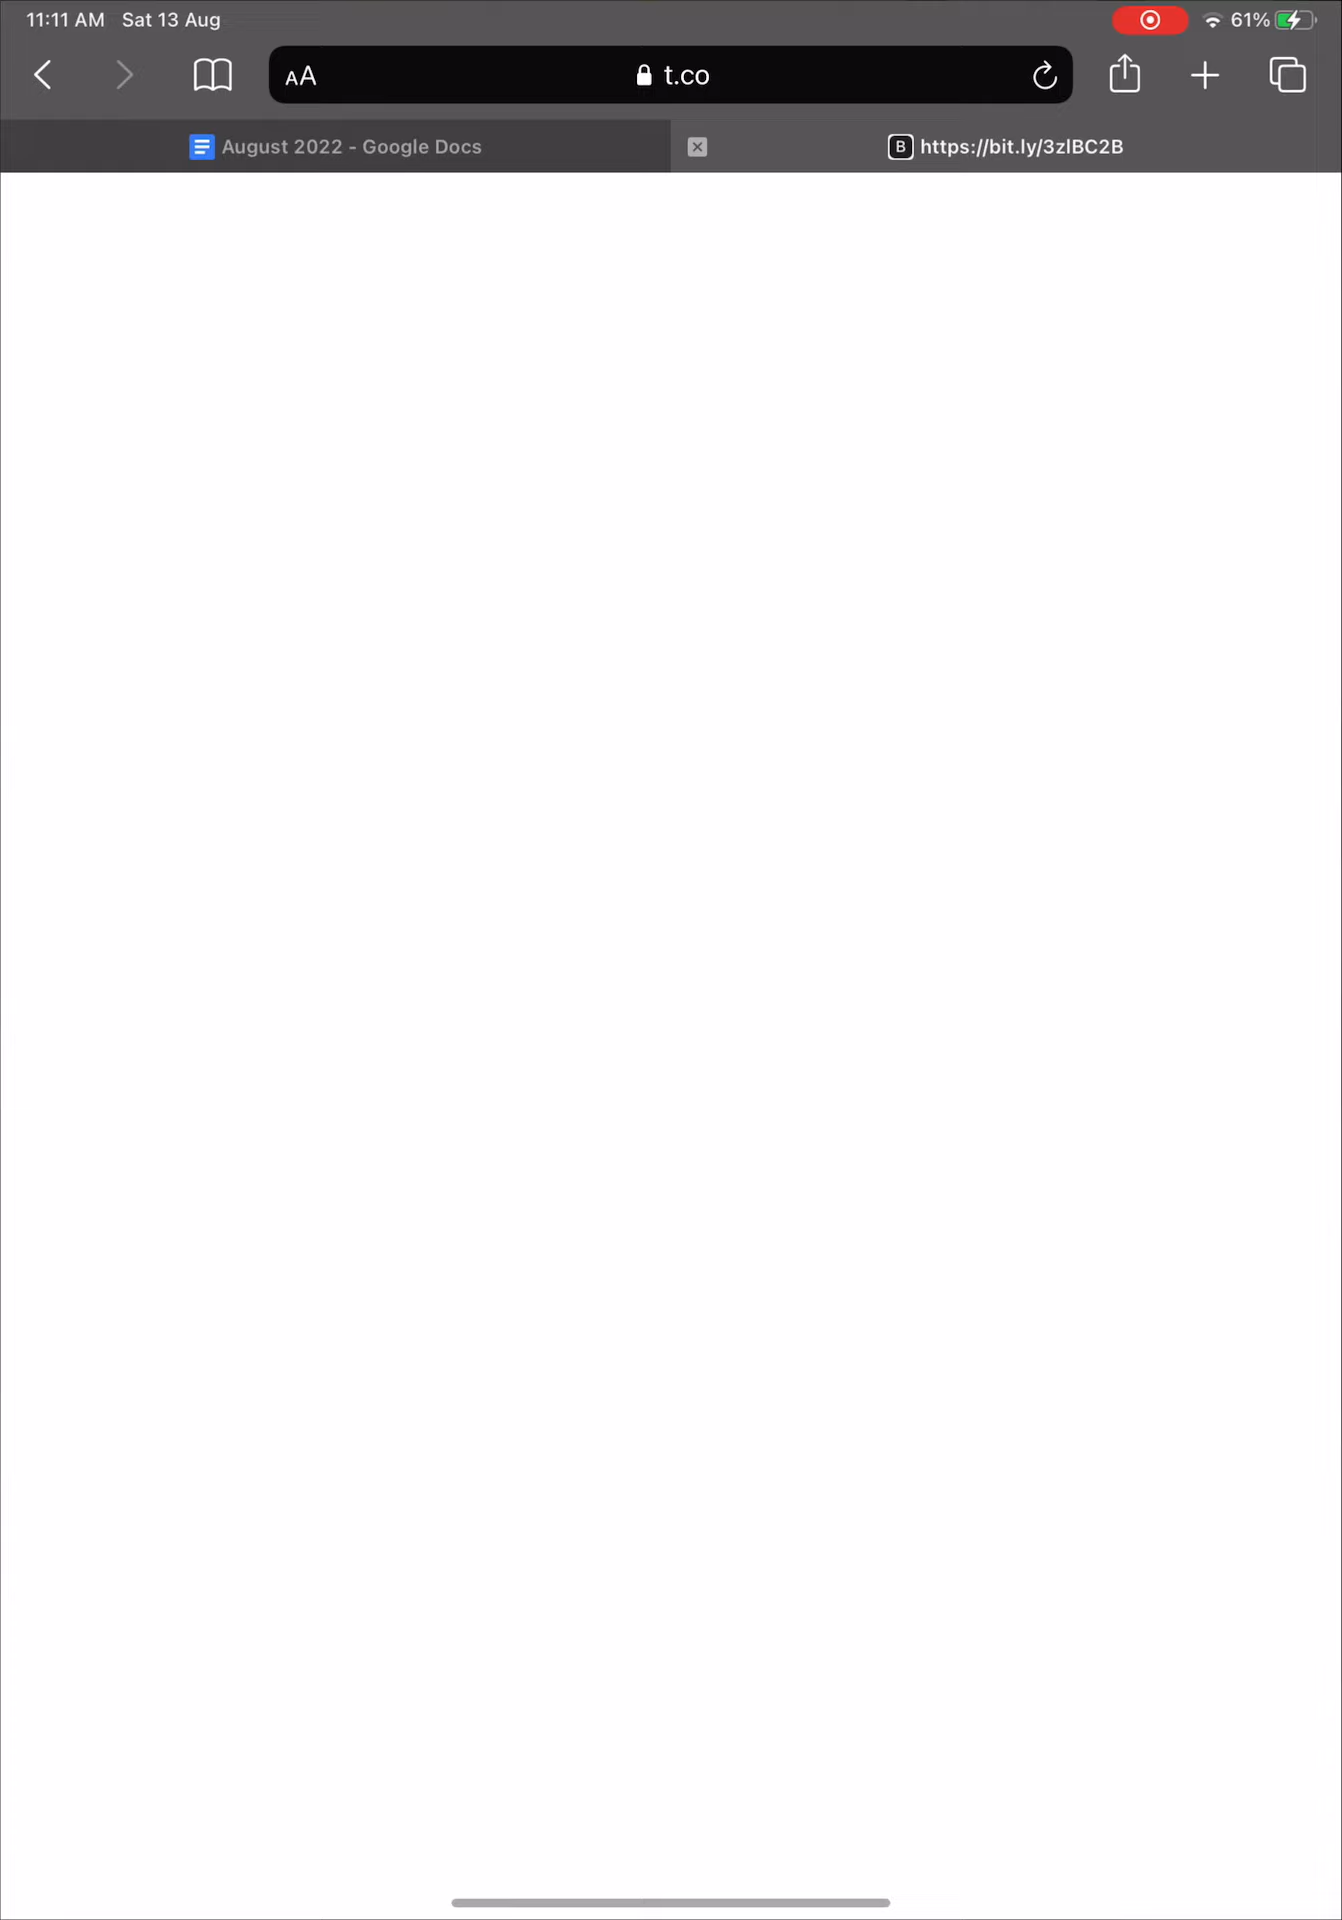 11:11 AM Sat 13 Aug
61%
AA
t.co
August 2022 - Google Docs
B https://bit.ly/3zlBC2B